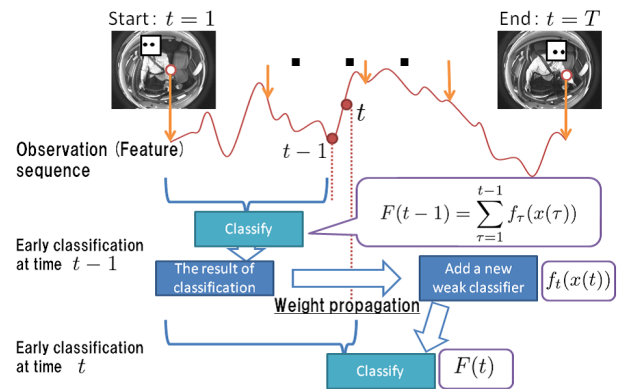 Start: t = 1
End: t = T
t
t − 1
Observation (Feature)
sequence
Classify
F(t − 1) = \sum_{τ=1}^{t−1} f_τ(x(τ))
Early classification
at time t − 1
The result of
classification
Add a new
weak classifier
f_t(x(t))
Weight propagation
Early classification
at time t
Classify
F(t)